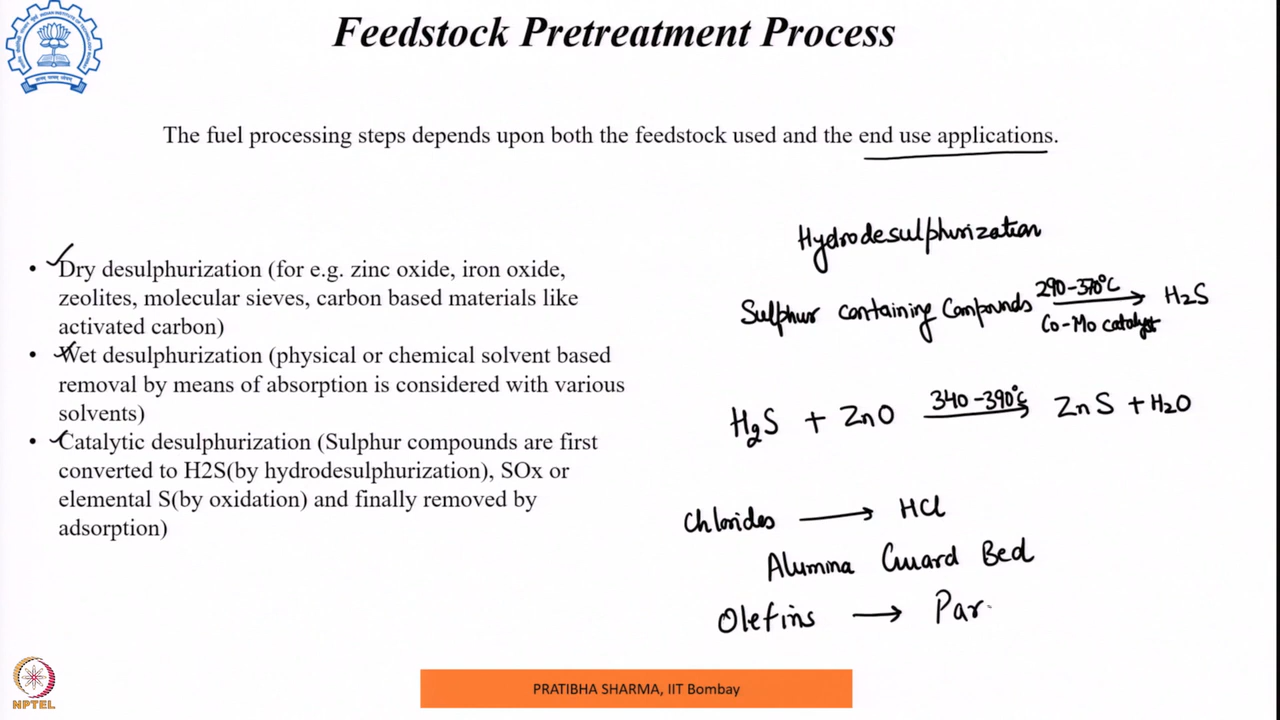 Feedstock Pretreatment Process
The fuel processing steps depends upon both the feedstock used and the end use applications.
• Dry desulphurization (for e.g. zinc oxide, iron oxide,
zeolites, molecular sieves, carbon based materials like
activated carbon)
• Wet desulphurization (physical or chemical solvent based
removal by means of absorption is considered with various
solvents)
• Catalytic desulphurization (Sulphur compounds are first
converted to H2S(by hydrodesulphurization), SOx or
elemental S(by oxidation) and finally removed by
adsorption)
Hydrodesulphurization
290-370°C
Sulphur containing Compounds → H2S
Co-Mo catalyst
340-390°C
H2S + ZnO → ZnS + H2O
Chlorides → HCl
Alumina Guard Bed
Olefins → Par
NPTEL
PRATIBHA SHARMA, IIT Bombay